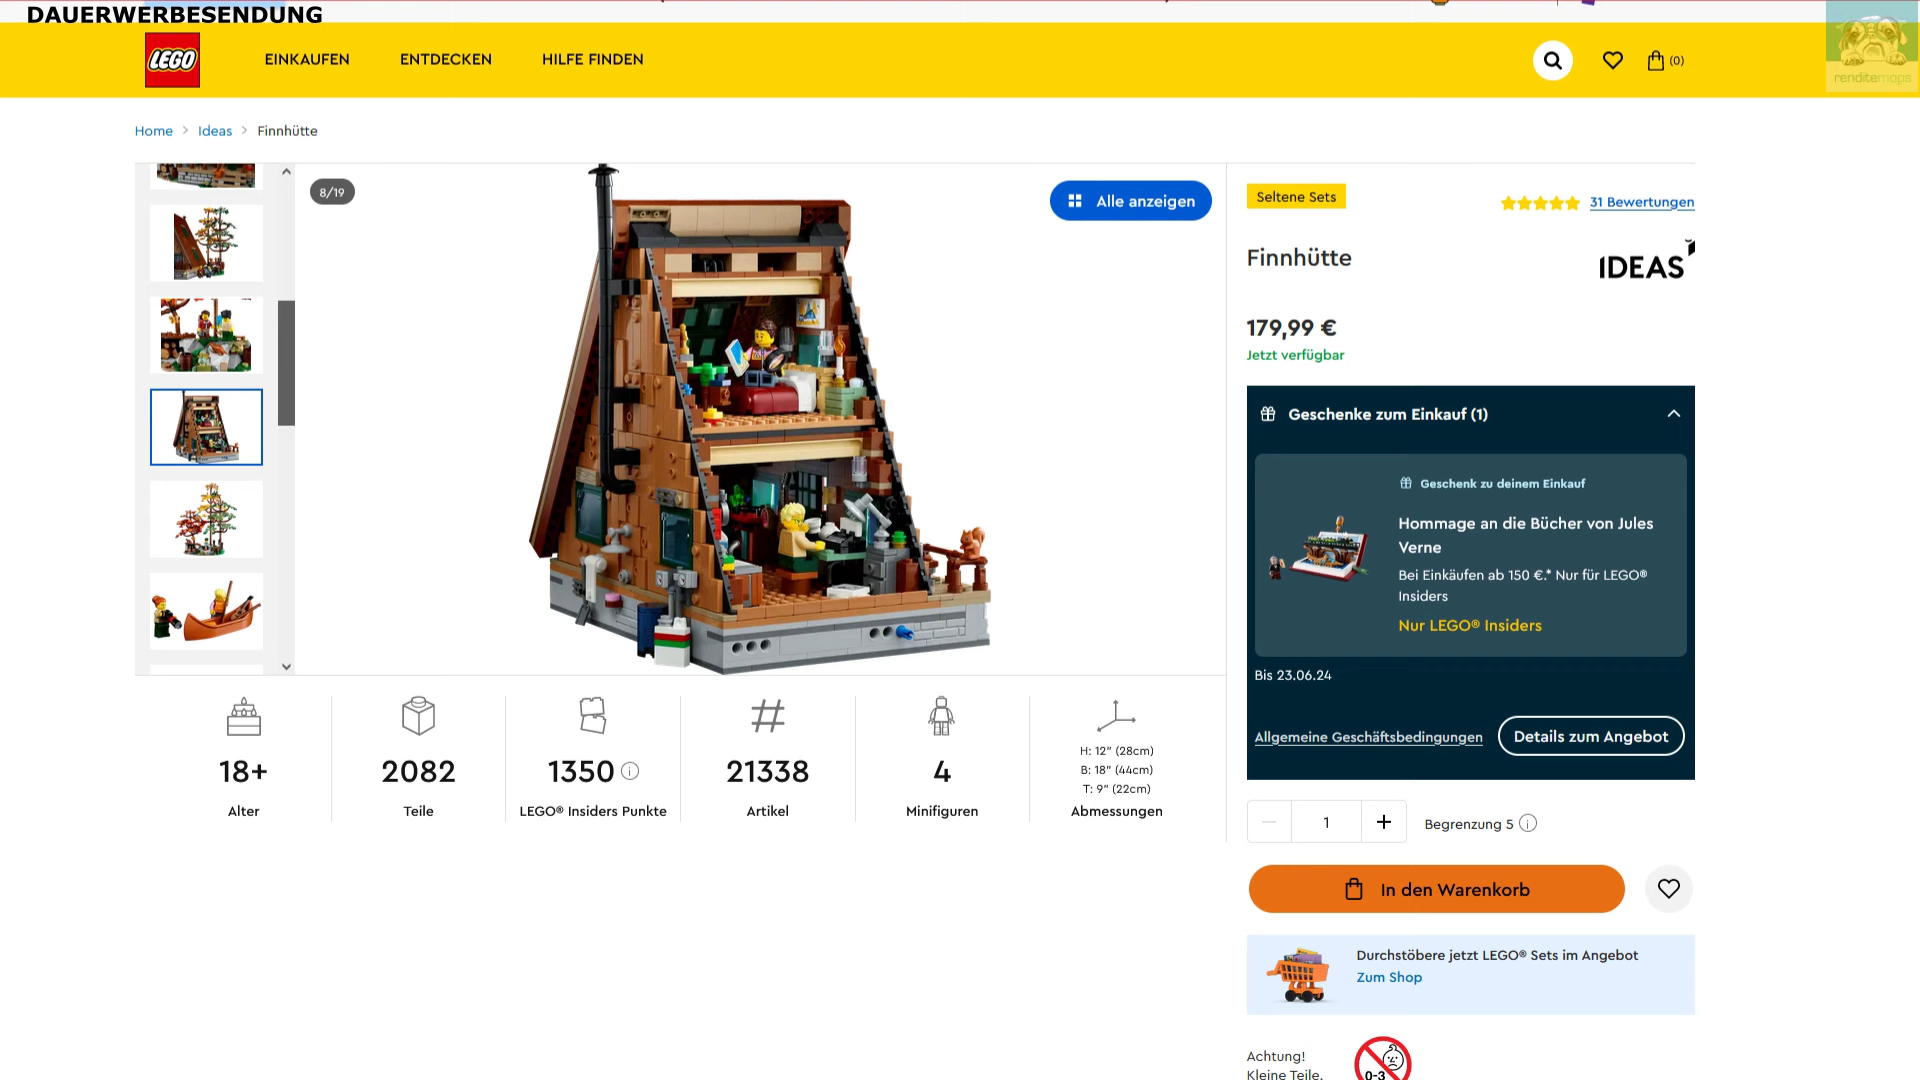 DAUERWERBESENDUNG
LEGO
EINKAUFEN
ENTDECKEN
HILFE FINDEN
(0)
renditemops
Home > Ideas > Finnhütte
8/19
Alle anzeigen
Seltene Sets
31 Bewertungen
Finnhütte
IDEAS
179,99 €
Jetzt verfügbar
Geschenke zum Einkauf (1)
Geschenk zu deinem Einkauf
Hommage an die Bücher von Jules
Verne
Bei Einkäufen ab 150 €.* Nur für LEGO®
Insiders
Nur LEGO® Insiders
Bis 23.06.24
Allgemeine Geschäftsbedingungen
Details zum Angebot
18+
Alter
2082
Teile
1350
LEGO® Insiders Punkte
21338
Artikel
4
Minifiguren
H: 12" (28cm)
B: 18" (44cm)
T: 9" (22cm)
Abmessungen
1
Begrenzung 5
In den Warenkorb
Durchstöbere jetzt LEGO® Sets im Angebot
Zum Shop
Achtung!
Kleine Teile.
0-3